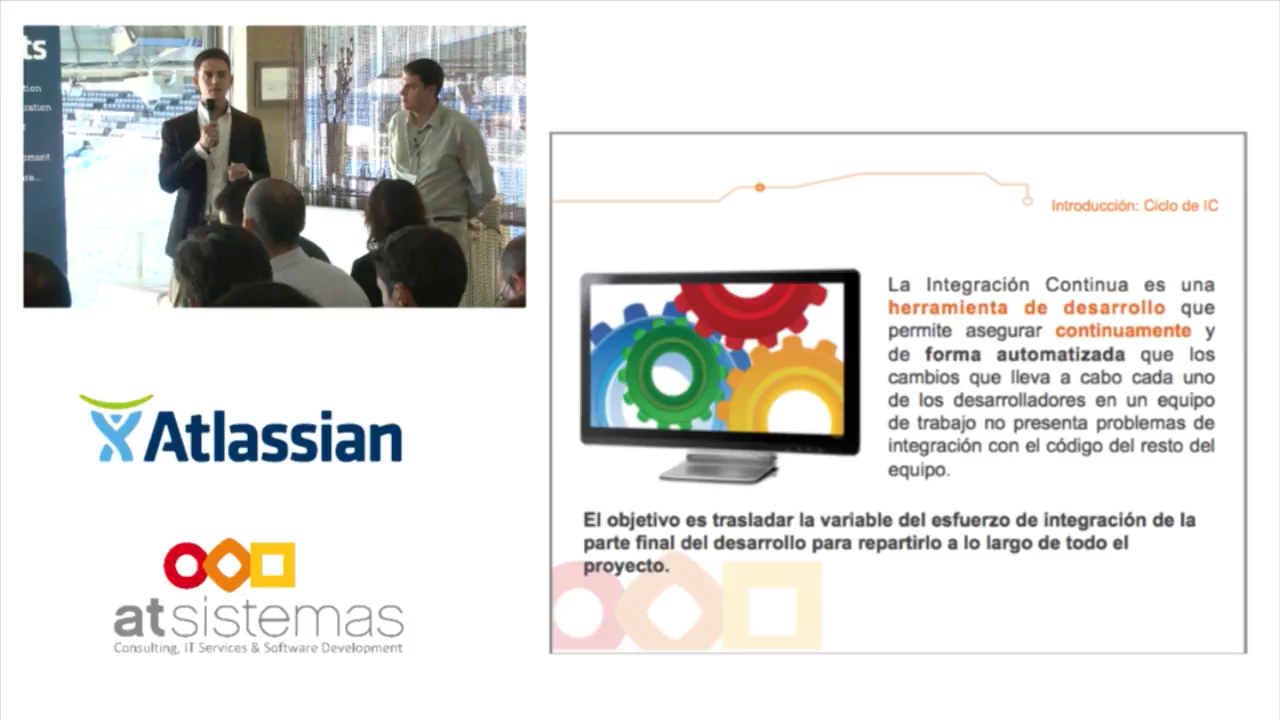 Atlassian
atsistemas
Consulting, IT Services & Software Development
Introducción: Ciclo de IC
La Integración Continua es una
herramienta de desarrollo que
permite asegurar continuamente y
de forma automatizada que los
cambios que lleva a cabo cada uno
de los desarrolladores en un equipo
de trabajo no presenta problemas de
integración con el código del resto del
equipo.
El objetivo es trasladar la variable del esfuerzo de integración de la
parte final del desarrollo para repartirlo a lo largo de todo el
proyecto.